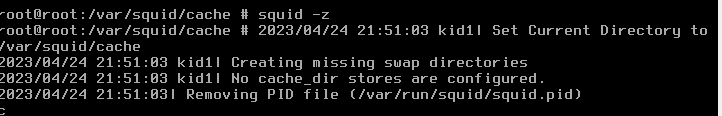 root@root:/var/squid/cache # squid -z
root@root:/var/squid/cache # 2023/04/24 21:51:03 kid1| Set Current Directory to
/var/squid/cache
2023/04/24 21:51:03 kid1| Creating missing swap directories
2023/04/24 21:51:03 kid1| No cache_dir stores are configured.
2023/04/24 21:51:03| Removing PID file (/var/run/squid/squid.pid)
c